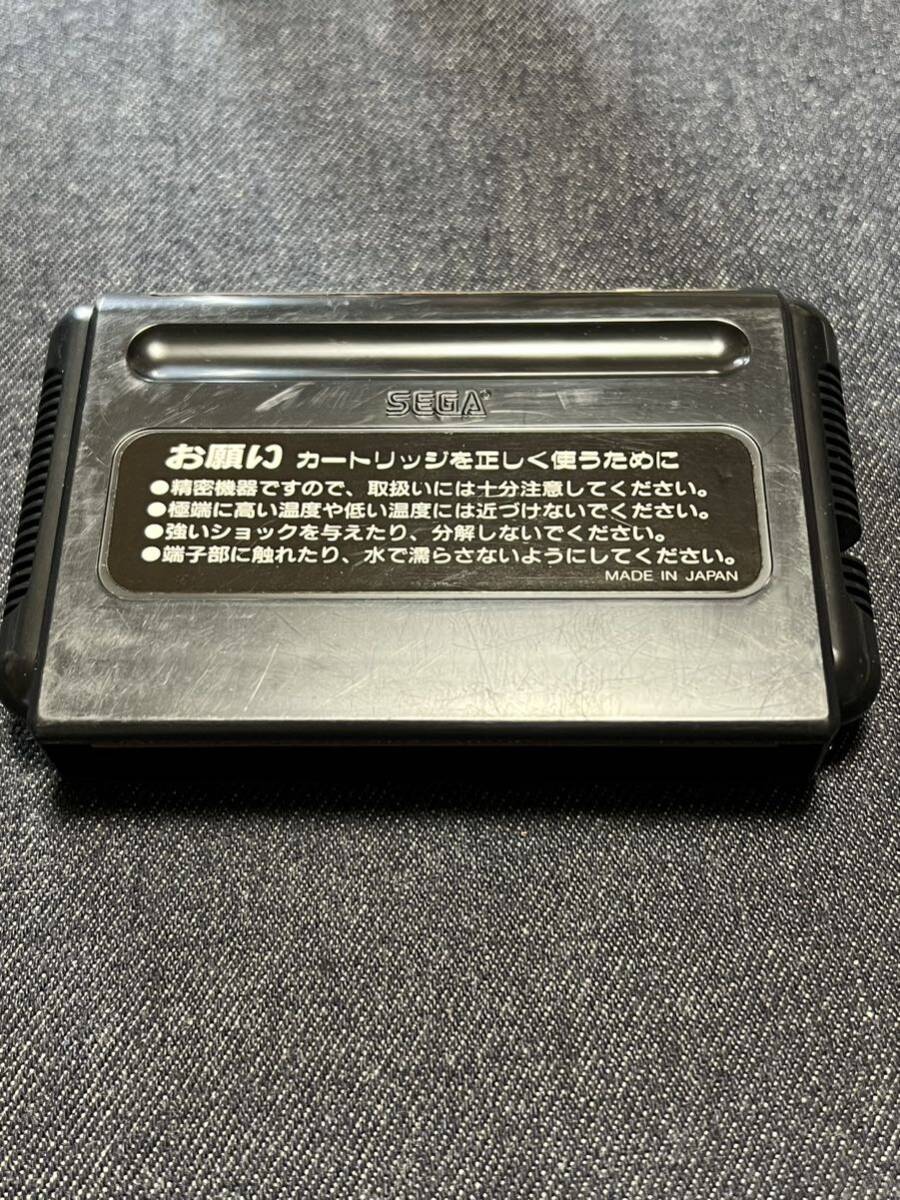 SEGA
お願い カートリッジを正しく使うために
●精密機器ですので、取扱いには十分注意してください。
●極端に高い温度や低い温度には近づけないでください。
●強いショックを与えたり、分解しないでください。
●端子部に触れたり、水で濡らさないようにしてください。
MADE IN JAPAN